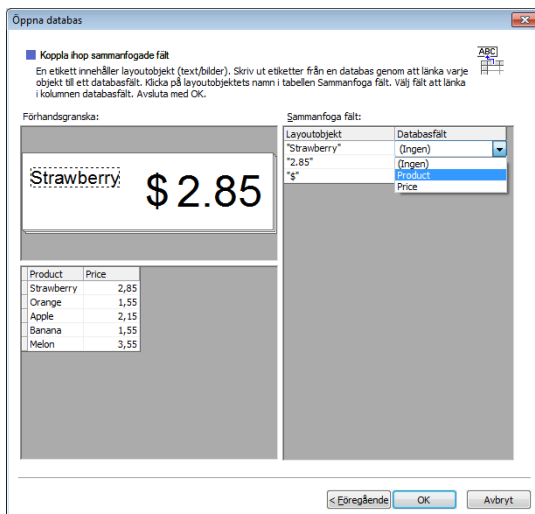 Öppna databas
Koppla ihop sammanfogade fält
ABC
En etikett innehåller layoutobjekt (text/bilder). Skriv ut etiketter från en databas genom att länka varje
objekt till ett databasfält. Klicka på layoutobjektets namn i tabellen Sammanfoga fält. Välj fält att länka
i kolumnen databasfält. Avsluta med OK.
Förhandsgranska:
Strawberry $ 2.85
Product Price
Strawberry 2,85
Orange 1,55
Apple 2,15
Banana 1,55
Melon 3,55
Sammanfoga fält:
Layoutobjekt Databasfält
"Strawberry" (Ingen)
"2.85" (Ingen)
"$" Product
Price
< Föregående OK Avbryt